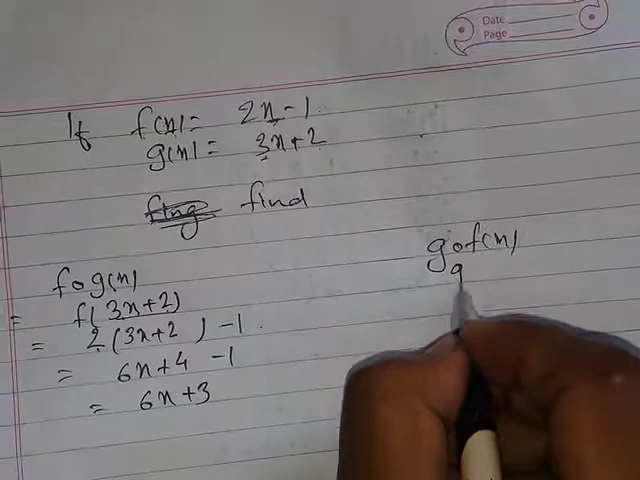 Date
Page
If f(x) = 2x - 1
g(x) = 3x + 2
find
fog(x)
= f(3x+2)
= 2(3x+2) - 1
= 6x+4 -1
= 6x+3
gof(x)
g